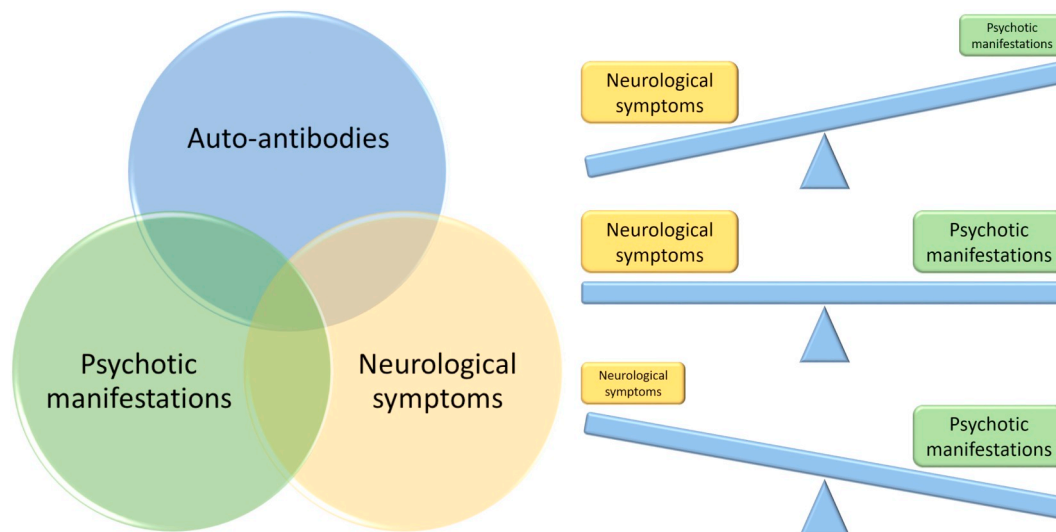 Auto-antibodies
Psychotic
manifestations
Neurological
symptoms
Psychotic
manifestations
Neurological
symptoms
Neurological
symptoms
Psychotic
manifestations
Neurological
symptoms
Psychotic
manifestations